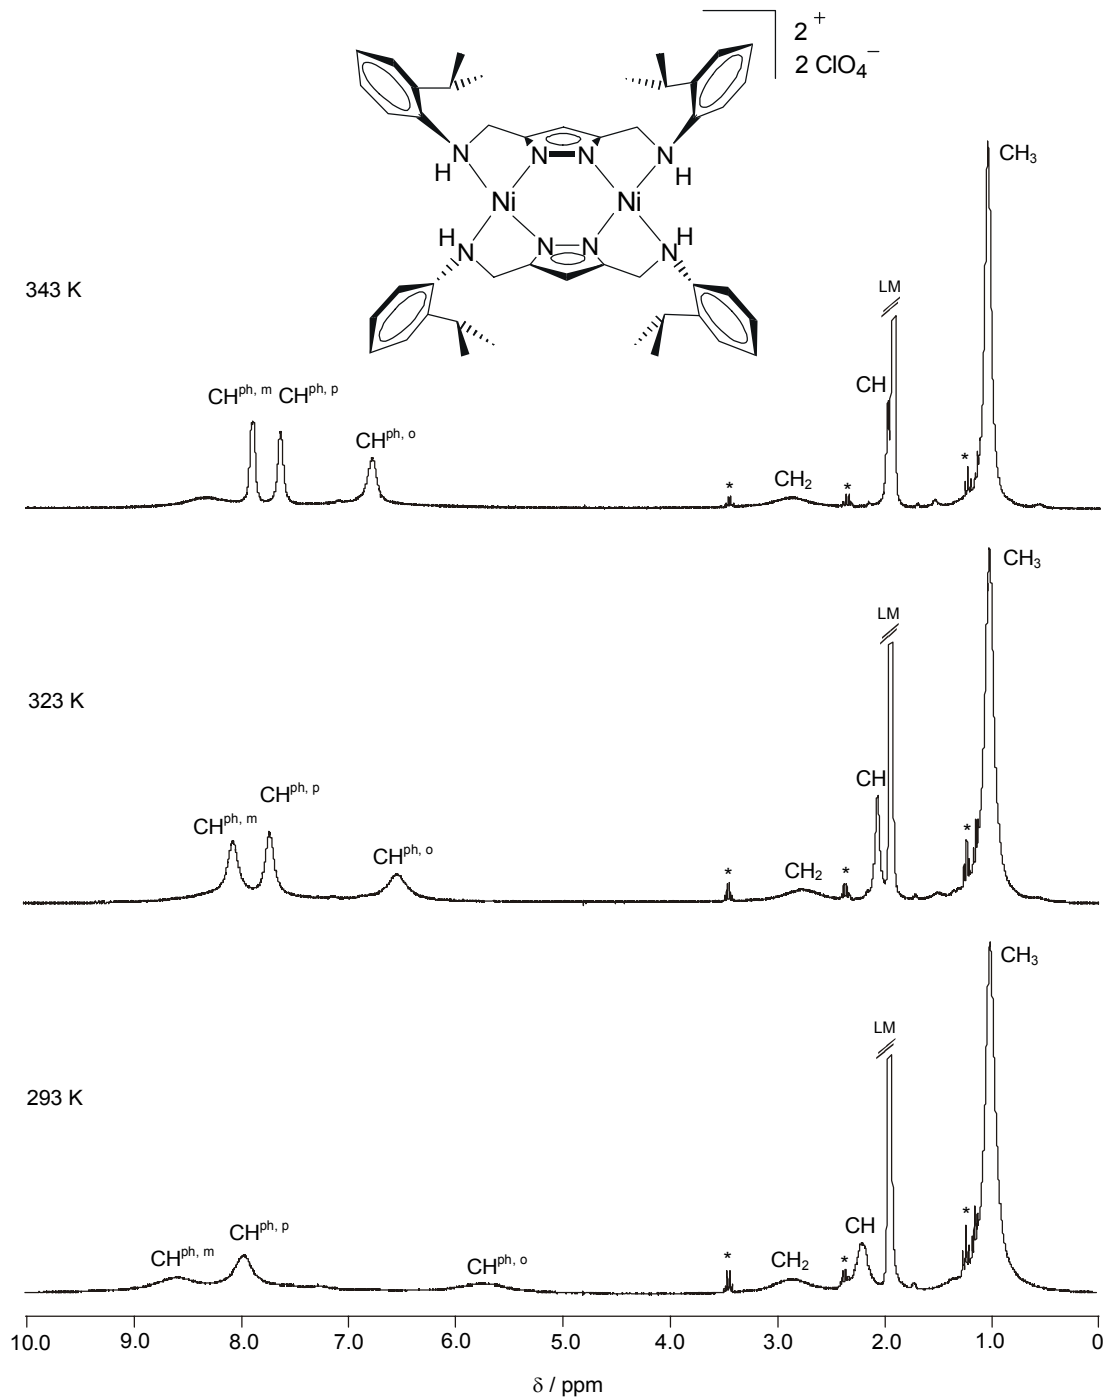 2 +
2 ClO4−
N
H
N
N
N
H
Ni
Ni
H
N
N
N
N
H
CH3
343 K
LM
CHph, m
CHph, p
CHph, o
CH
*
*
CH2
*
CH3
LM
323 K
CHph, p
CHph, m
CHph, o
CH
*
CH2
*
*
CH3
LM
293 K
CHph, p
CHph, m
CHph, o
CH
*
CH2
*
*
10.0 9.0 8.0 7.0 6.0 5.0 4.0 3.0 2.0 1.0 0
δ / ppm